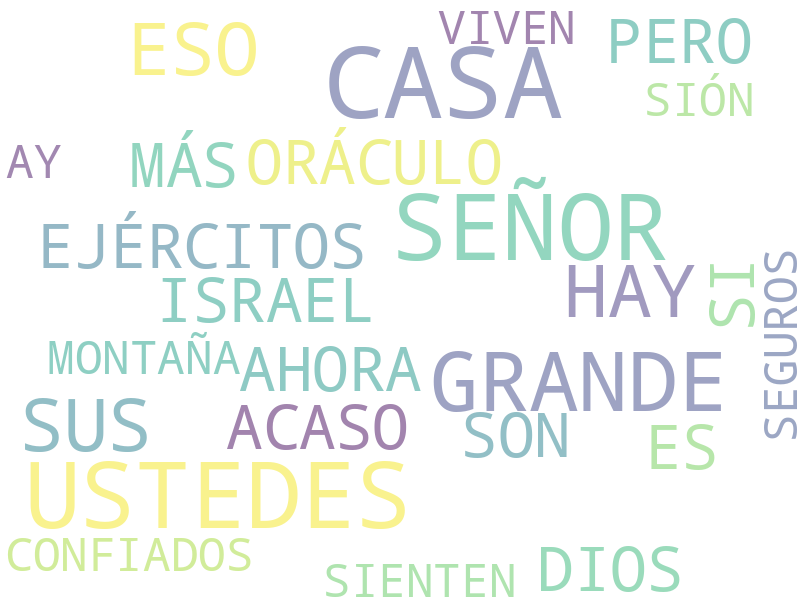 VIVEN
ESO
PERO
CASA
SIÓN
AY
MÁS
ORÁCULO
SEÑOR
EJÉRCITOS
HAY
SI
SEGUROS
ISRAEL
MONTAÑA
AHORA
GRANDE
SUS
ACASO
SON
ES
USTEDES
CONFIADOS
SIENTEN
DIOS